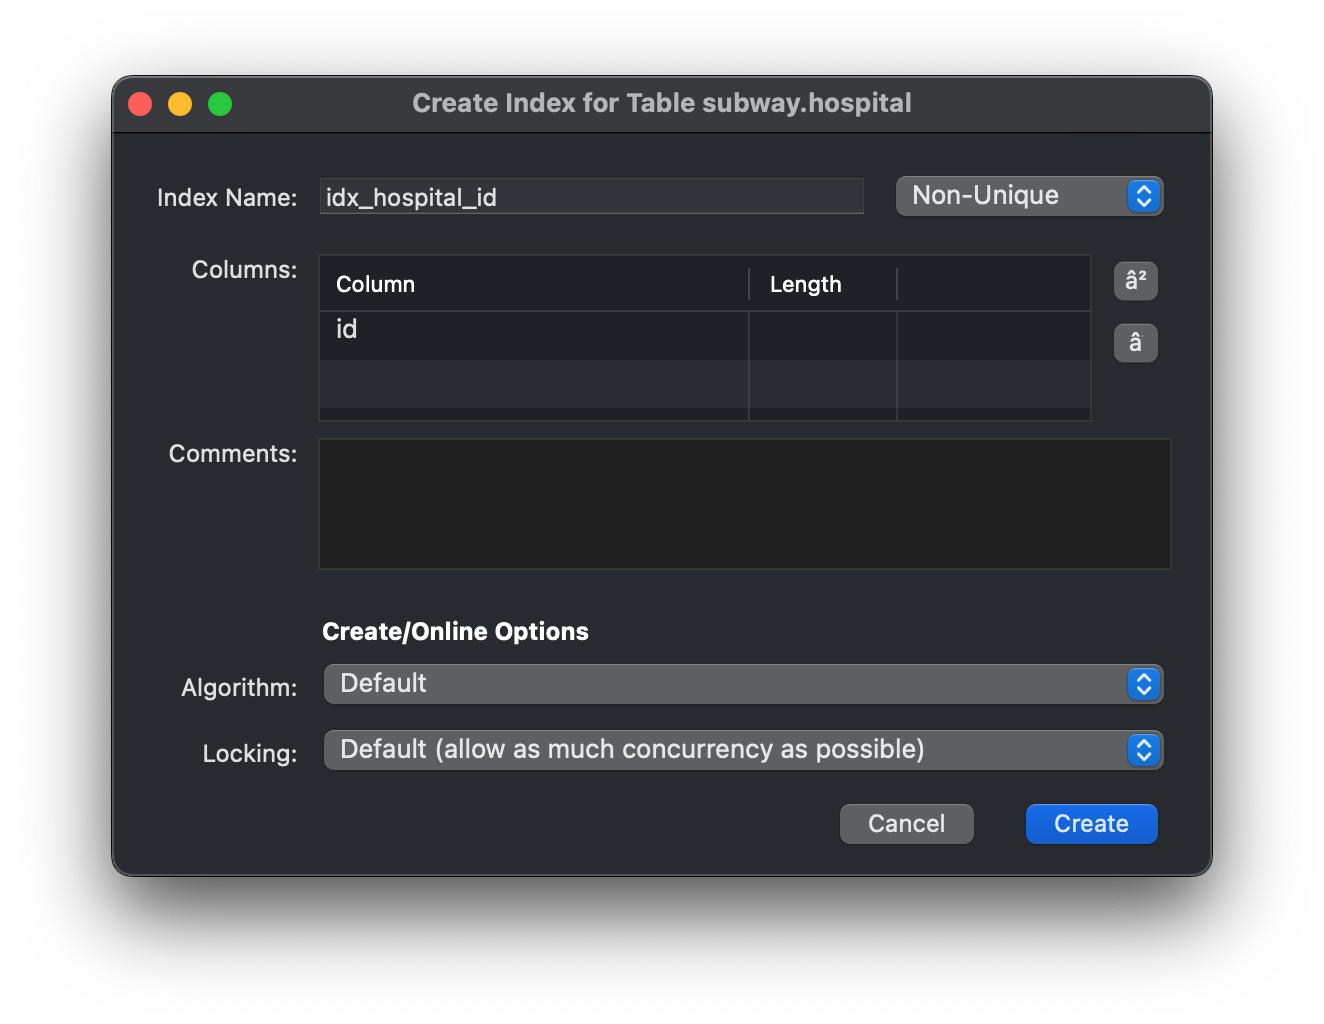 Create Index for Table subway.hospital
Index Name: idx_hospital_id Non-Unique
Columns: Column Length
â²
id
â
Comments:
Create/Online Options
Algorithm: Default
Locking: Default (allow as much concurrency as possible)
Cancel Create